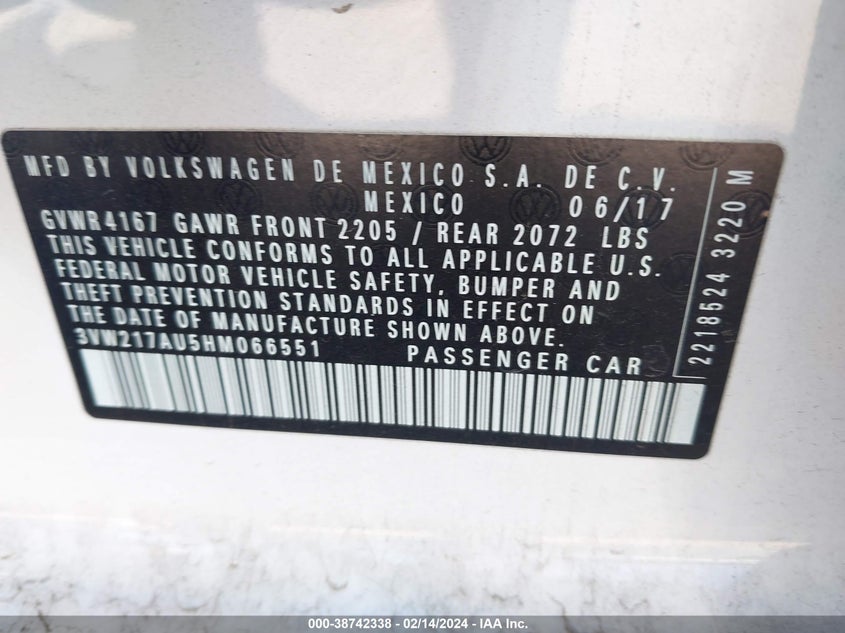 MFD BY VOLKSWAGEN DE MEXICO S.A. DE C.V.
MEXICO 06/17
GVWR4167 GAWR FRONT 2205 / REAR 2072 LBS
THIS VEHICLE CONFORMS TO ALL APPLICABLE U.S.
FEDERAL MOTOR VEHICLE SAFETY, BUMPER AND
THEFT PREVENTION STANDARDS IN EFFECT ON
THE DATE OF MANUFACTURE SHOWN ABOVE.
3VW217AU5HM066551 PASSENGER CAR
2218524 3220 M
000-38742338 - 02/14/2024 - IAA Inc.